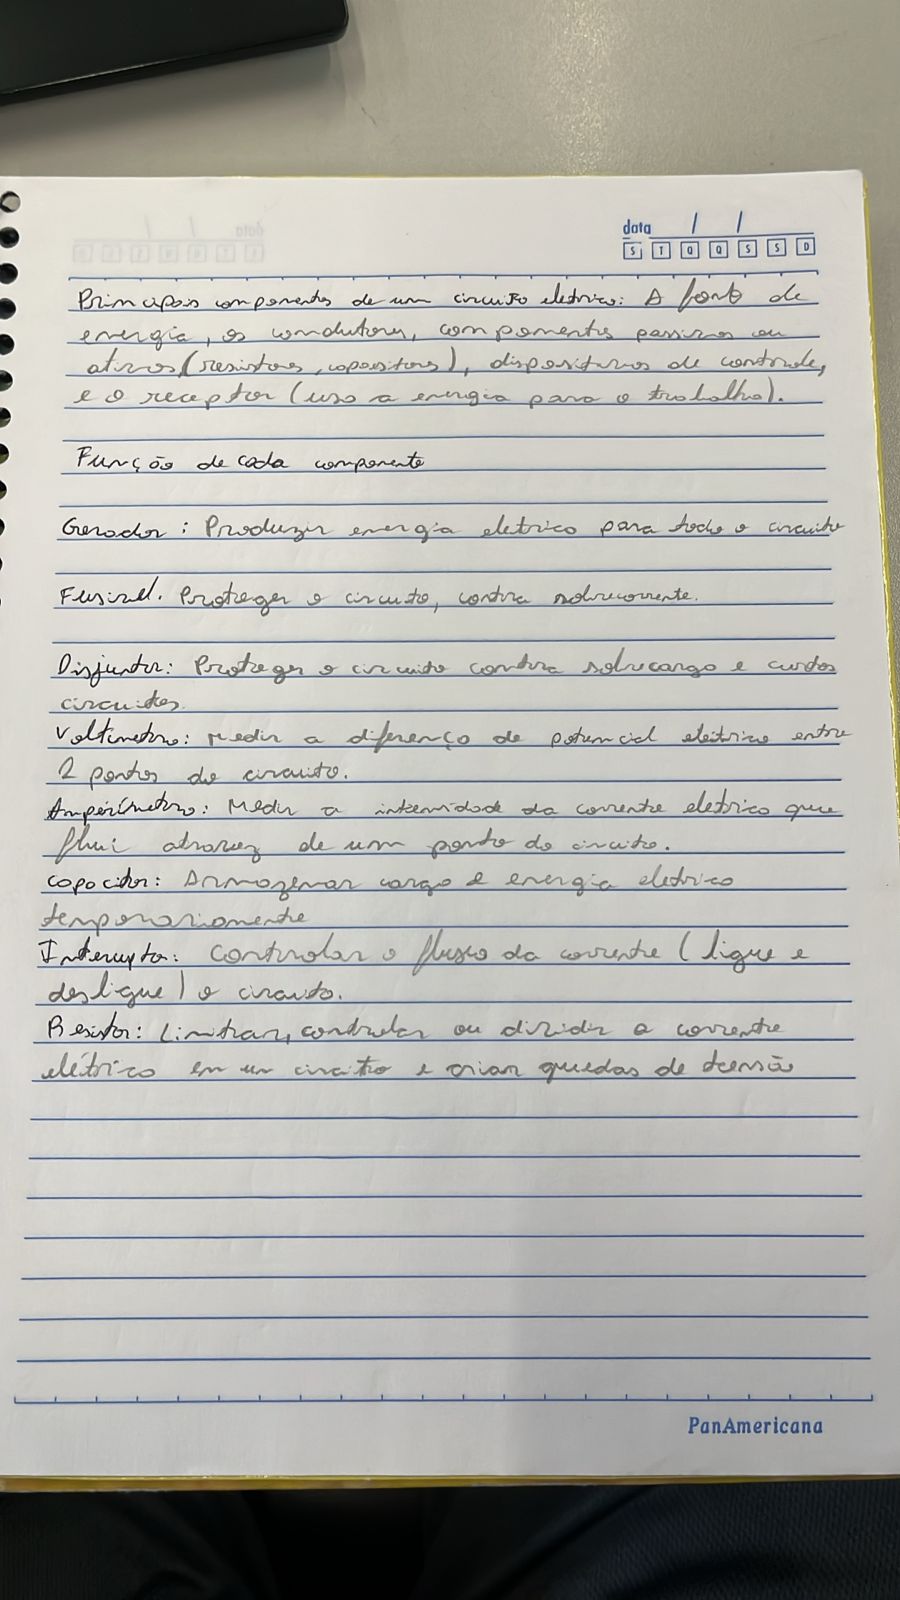 data / /
S T Q Q S S D
Principais componentes de um circuito eletrico: A fonte de
energia, os condutores, componentes passivos ou
ativos (resistores, capacitores), dispositivos de controle,
e o receptor (usa a energia para o trabalho).
Função de cada componente
Gerador: Produzir energia eletrica para todo o circuito
Fusivel. Proteger o circuito, contra sobrecorrente.
Disjuntor: Proteger o circuito contra sobrecarga e curtos
circuitos.
Voltimetro: Medir a diferença de potencial eletrico entre
2 pontos do circuito.
Amperímetro: Medir a intensidade da corrente eletrica que
flui atravez de um ponto do circuito.
Capacitor: Armazenar carga e energia eletrica
temporariamente
Interruptor: Controlar o fluxo da corrente (ligue e
desligue) o circuito.
Resistor: Limitar, controlar ou dividir a corrente
elétrica em um circuito e criar quedas de tensão
PanAmericana